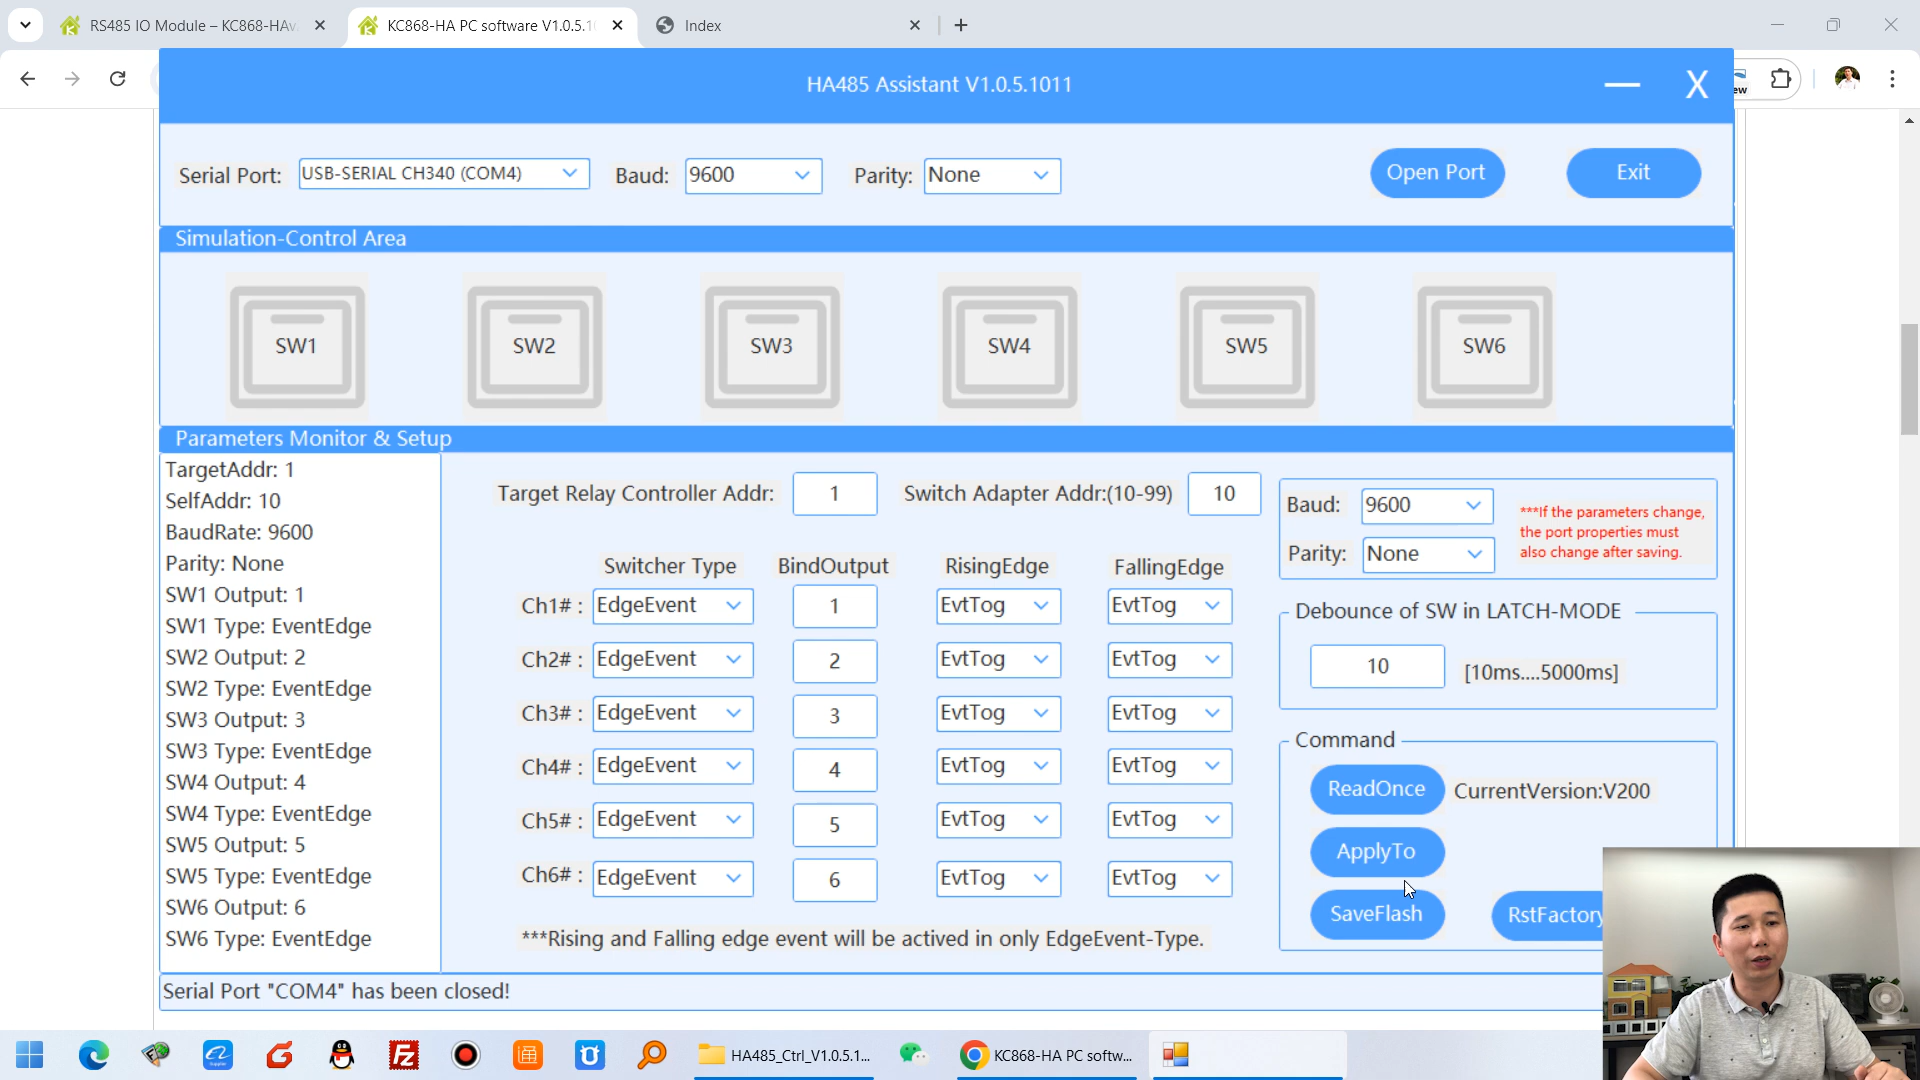 RS485 IO Module – KC868-HA
KC868-HA PC software V1.0.5.1
Index
HA485 Assistant V1.0.5.1011
— X
ew
Serial Port: USB-SERIAL CH340 (COM4) Baud: 9600 Parity: None Open Port Exit
Simulation-Control Area
SW1 SW2 SW3 SW4 SW5 SW6
Parameters Monitor & Setup
TargetAddr: 1
SelfAddr: 10
BaudRate: 9600
Parity: None
SW1 Output: 1
SW1 Type: EventEdge
SW2 Output: 2
SW2 Type: EventEdge
SW3 Output: 3
SW3 Type: EventEdge
SW4 Output: 4
SW4 Type: EventEdge
SW5 Output: 5
SW5 Type: EventEdge
SW6 Output: 6
SW6 Type: EventEdge
Target Relay Controller Addr: 1 Switch Adapter Addr:(10-99) 10
Switcher Type BindOutput RisingEdge FallingEdge
Ch1# : EdgeEvent 1 EvtTog EvtTog
Ch2# : EdgeEvent 2 EvtTog EvtTog
Ch3# : EdgeEvent 3 EvtTog EvtTog
Ch4# : EdgeEvent 4 EvtTog EvtTog
Ch5# : EdgeEvent 5 EvtTog EvtTog
Ch6# : EdgeEvent 6 EvtTog EvtTog
***Rising and Falling edge event will be actived in only EdgeEvent-Type.
Baud: 9600
Parity: None
***If the parameters change,
the port properties must
also change after saving.
Debounce of SW in LATCH-MODE
10 [10ms....5000ms]
Command
ReadOnce CurrentVersion:V200
ApplyTo
SaveFlash RstFactory
Serial Port "COM4" has been closed!
HA485_Ctrl_V1.0.5.1...
KC868-HA PC softw...